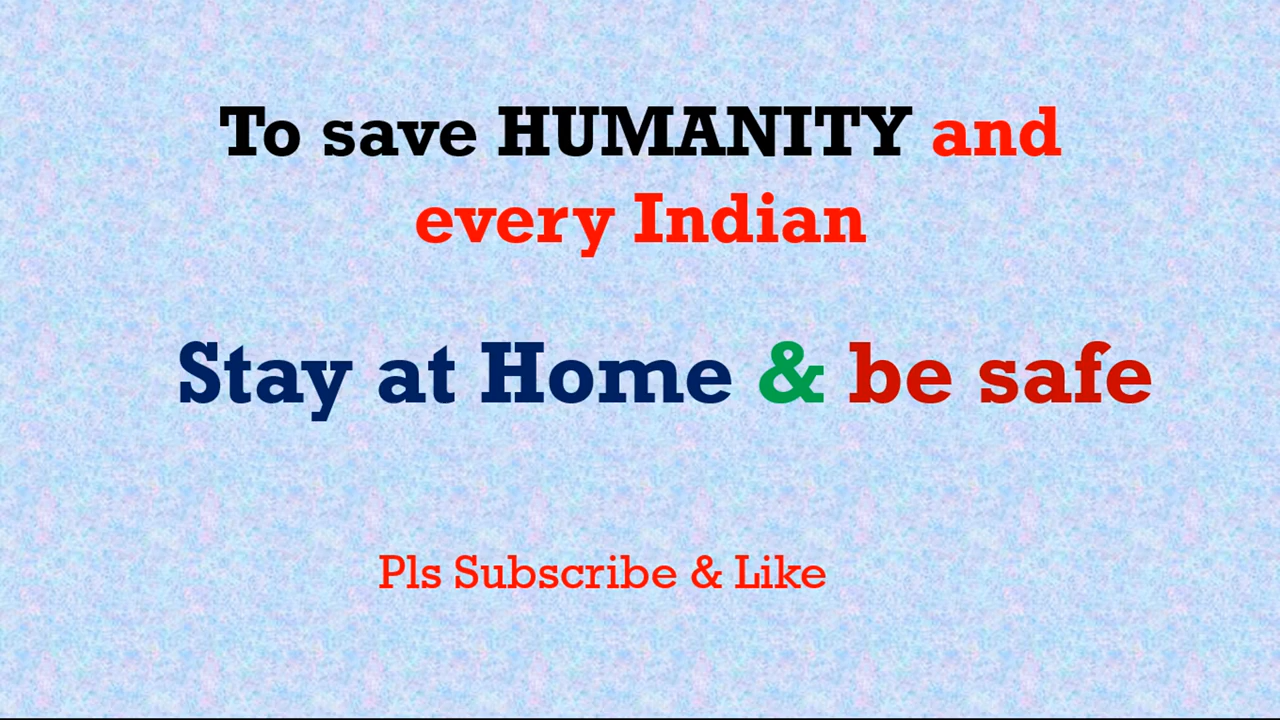 To save HUMANITY and
every Indian
Stay at Home & be safe
Pls Subscribe & Like